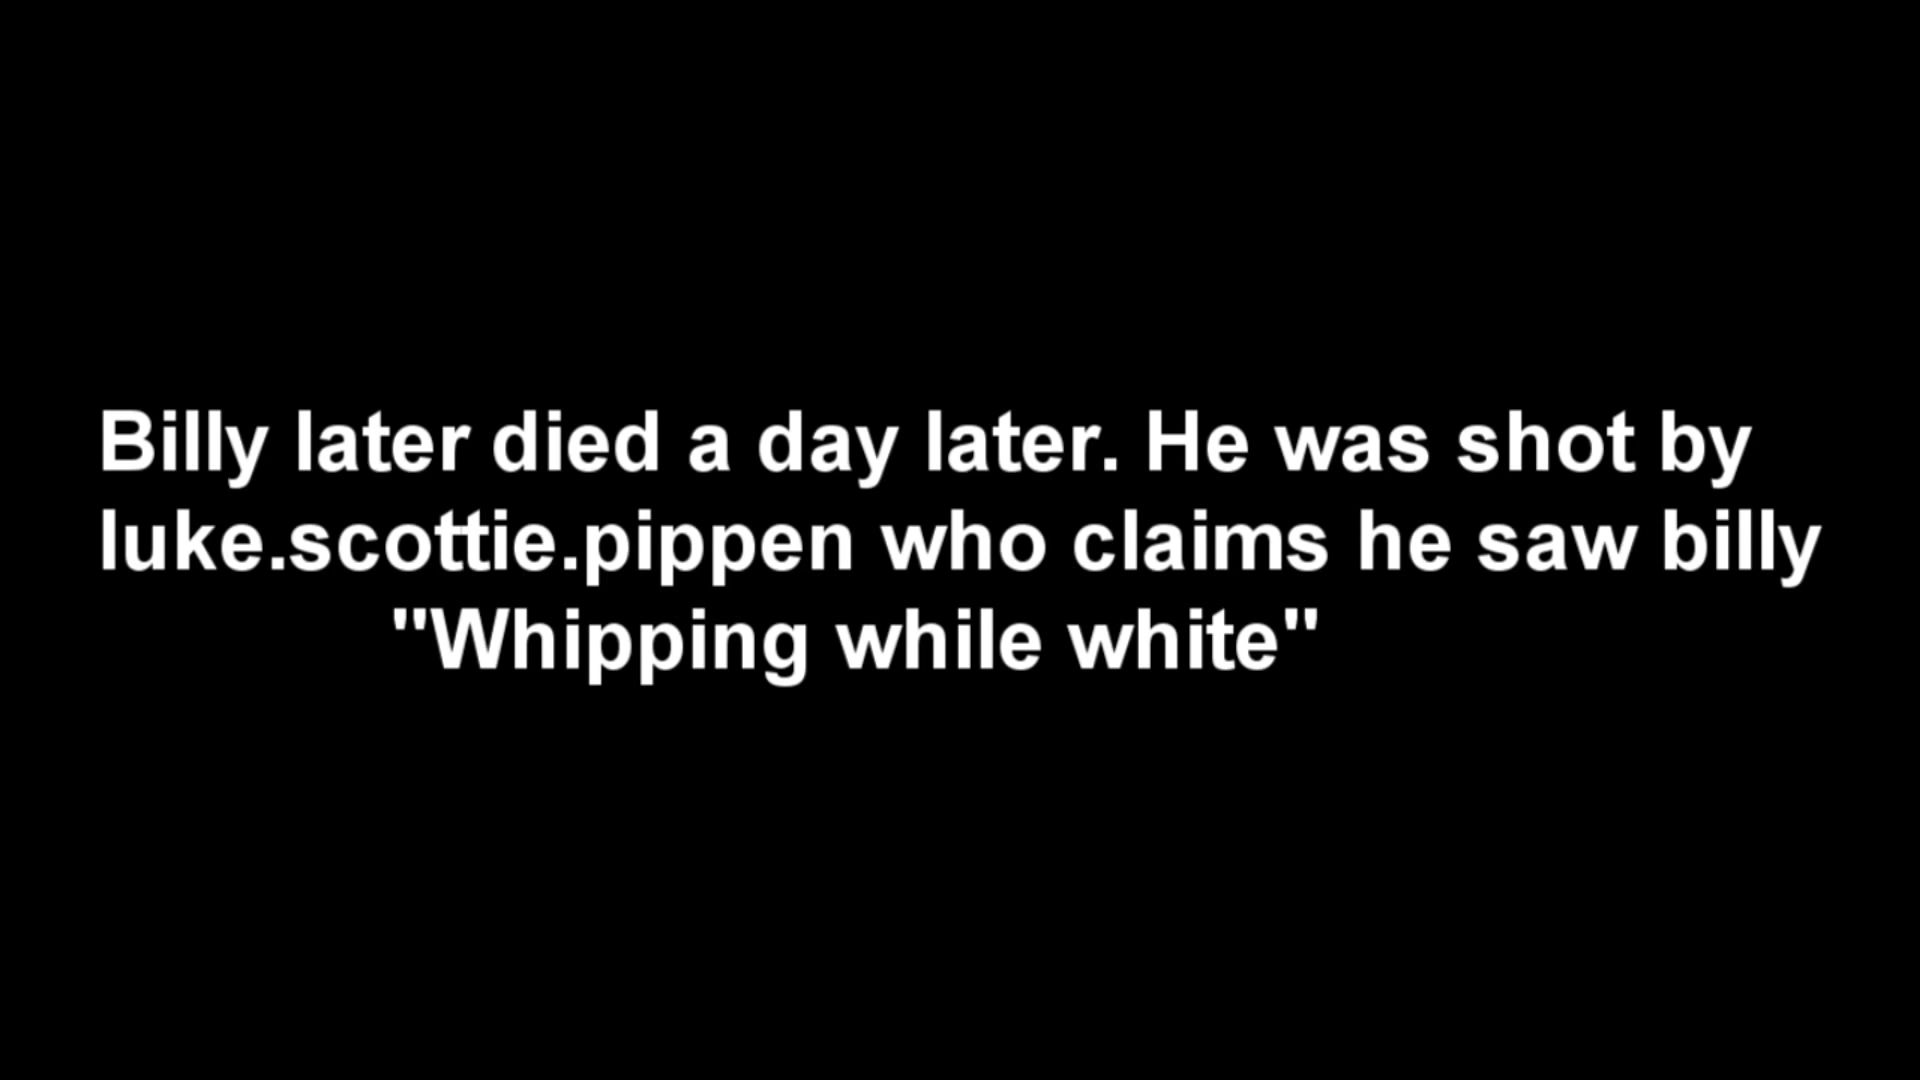 Billy later died a day later. He was shot by
luke.scottie.pippen who claims he saw billy
"Whipping while white"